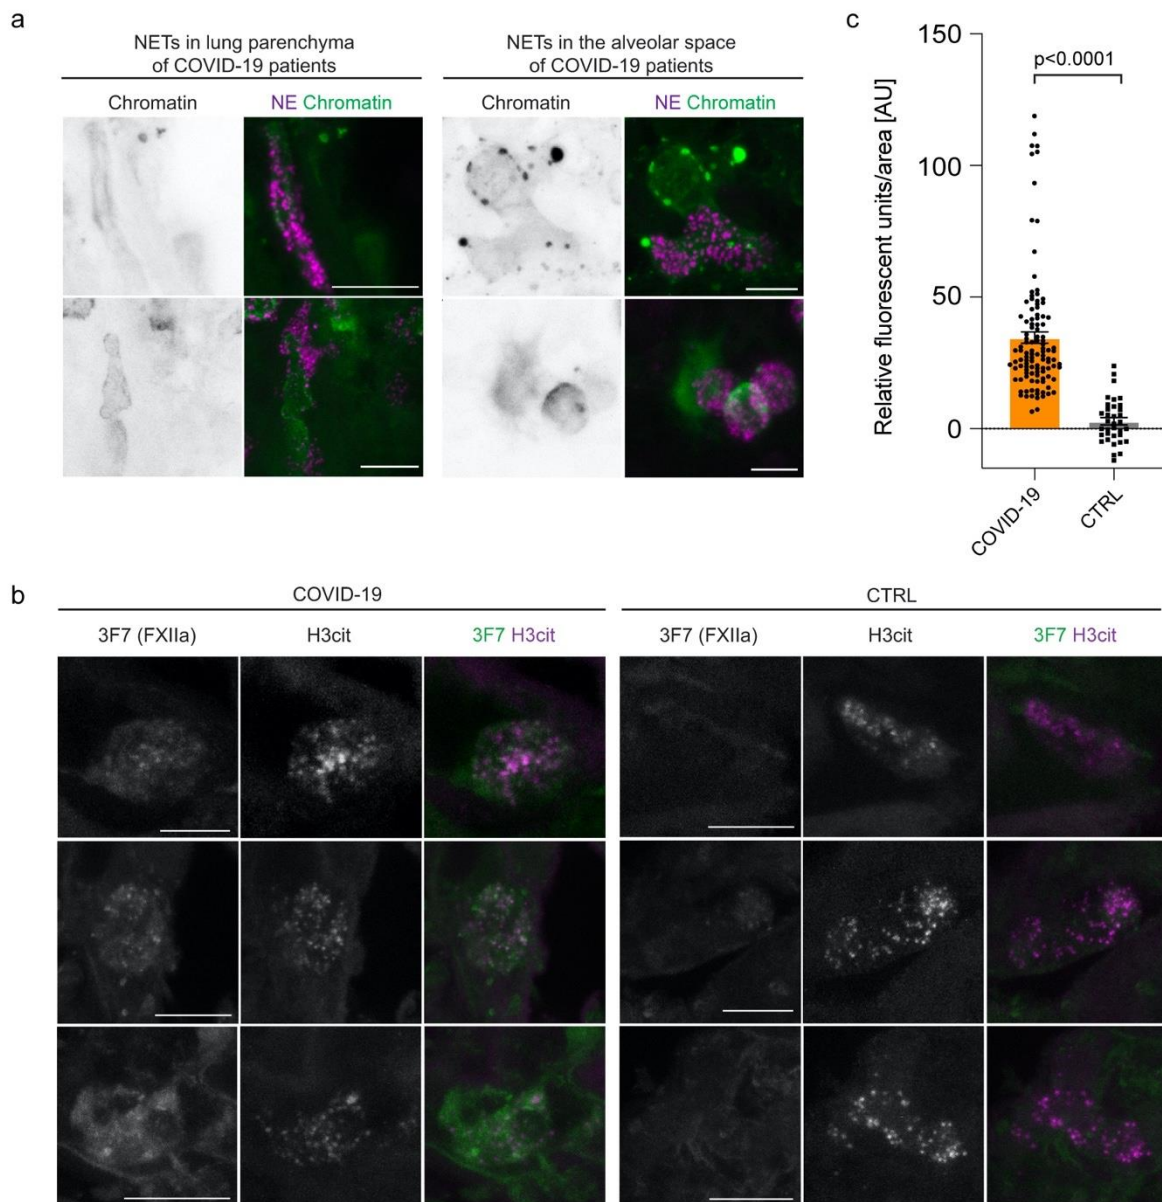 a
NETs in lung parenchyma
of COVID-19 patients
NETs in the alveolar space
of COVID-19 patients
Chromatin
NE Chromatin
Chromatin
NE Chromatin
c
150
100
50
0
Relative fluorescent units/area [AU]
p<0.0001
COVID-19
CTRL
b
COVID-19
CTRL
3F7 (FXIIa)
H3cit
3F7 H3cit
3F7 (FXIIa)
H3cit
3F7 H3cit